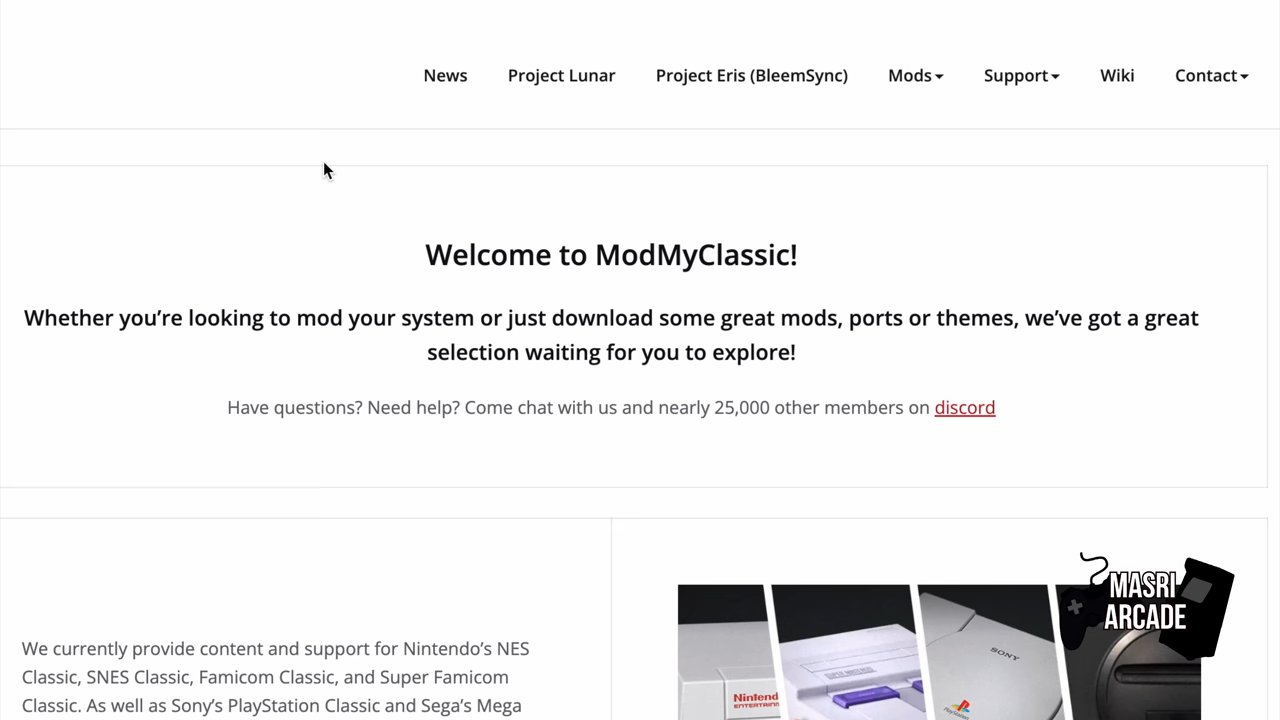 News Project Lunar Project Eris (BleemSync) Mods Support Wiki Contact
Welcome to ModMyClassic!
Whether you’re looking to mod your system or just download some great mods, ports or themes, we’ve got a great
selection waiting for you to explore!
Have questions? Need help? Come chat with us and nearly 25,000 other members on discord
We currently provide content and support for Nintendo’s NES
Classic, SNES Classic, Famicom Classic, and Super Famicom
Classic. As well as Sony’s PlayStation Classic and Sega’s Mega
MASRI
ARCADE
SONY
Nintend
ENTERTAINM
PlayStation